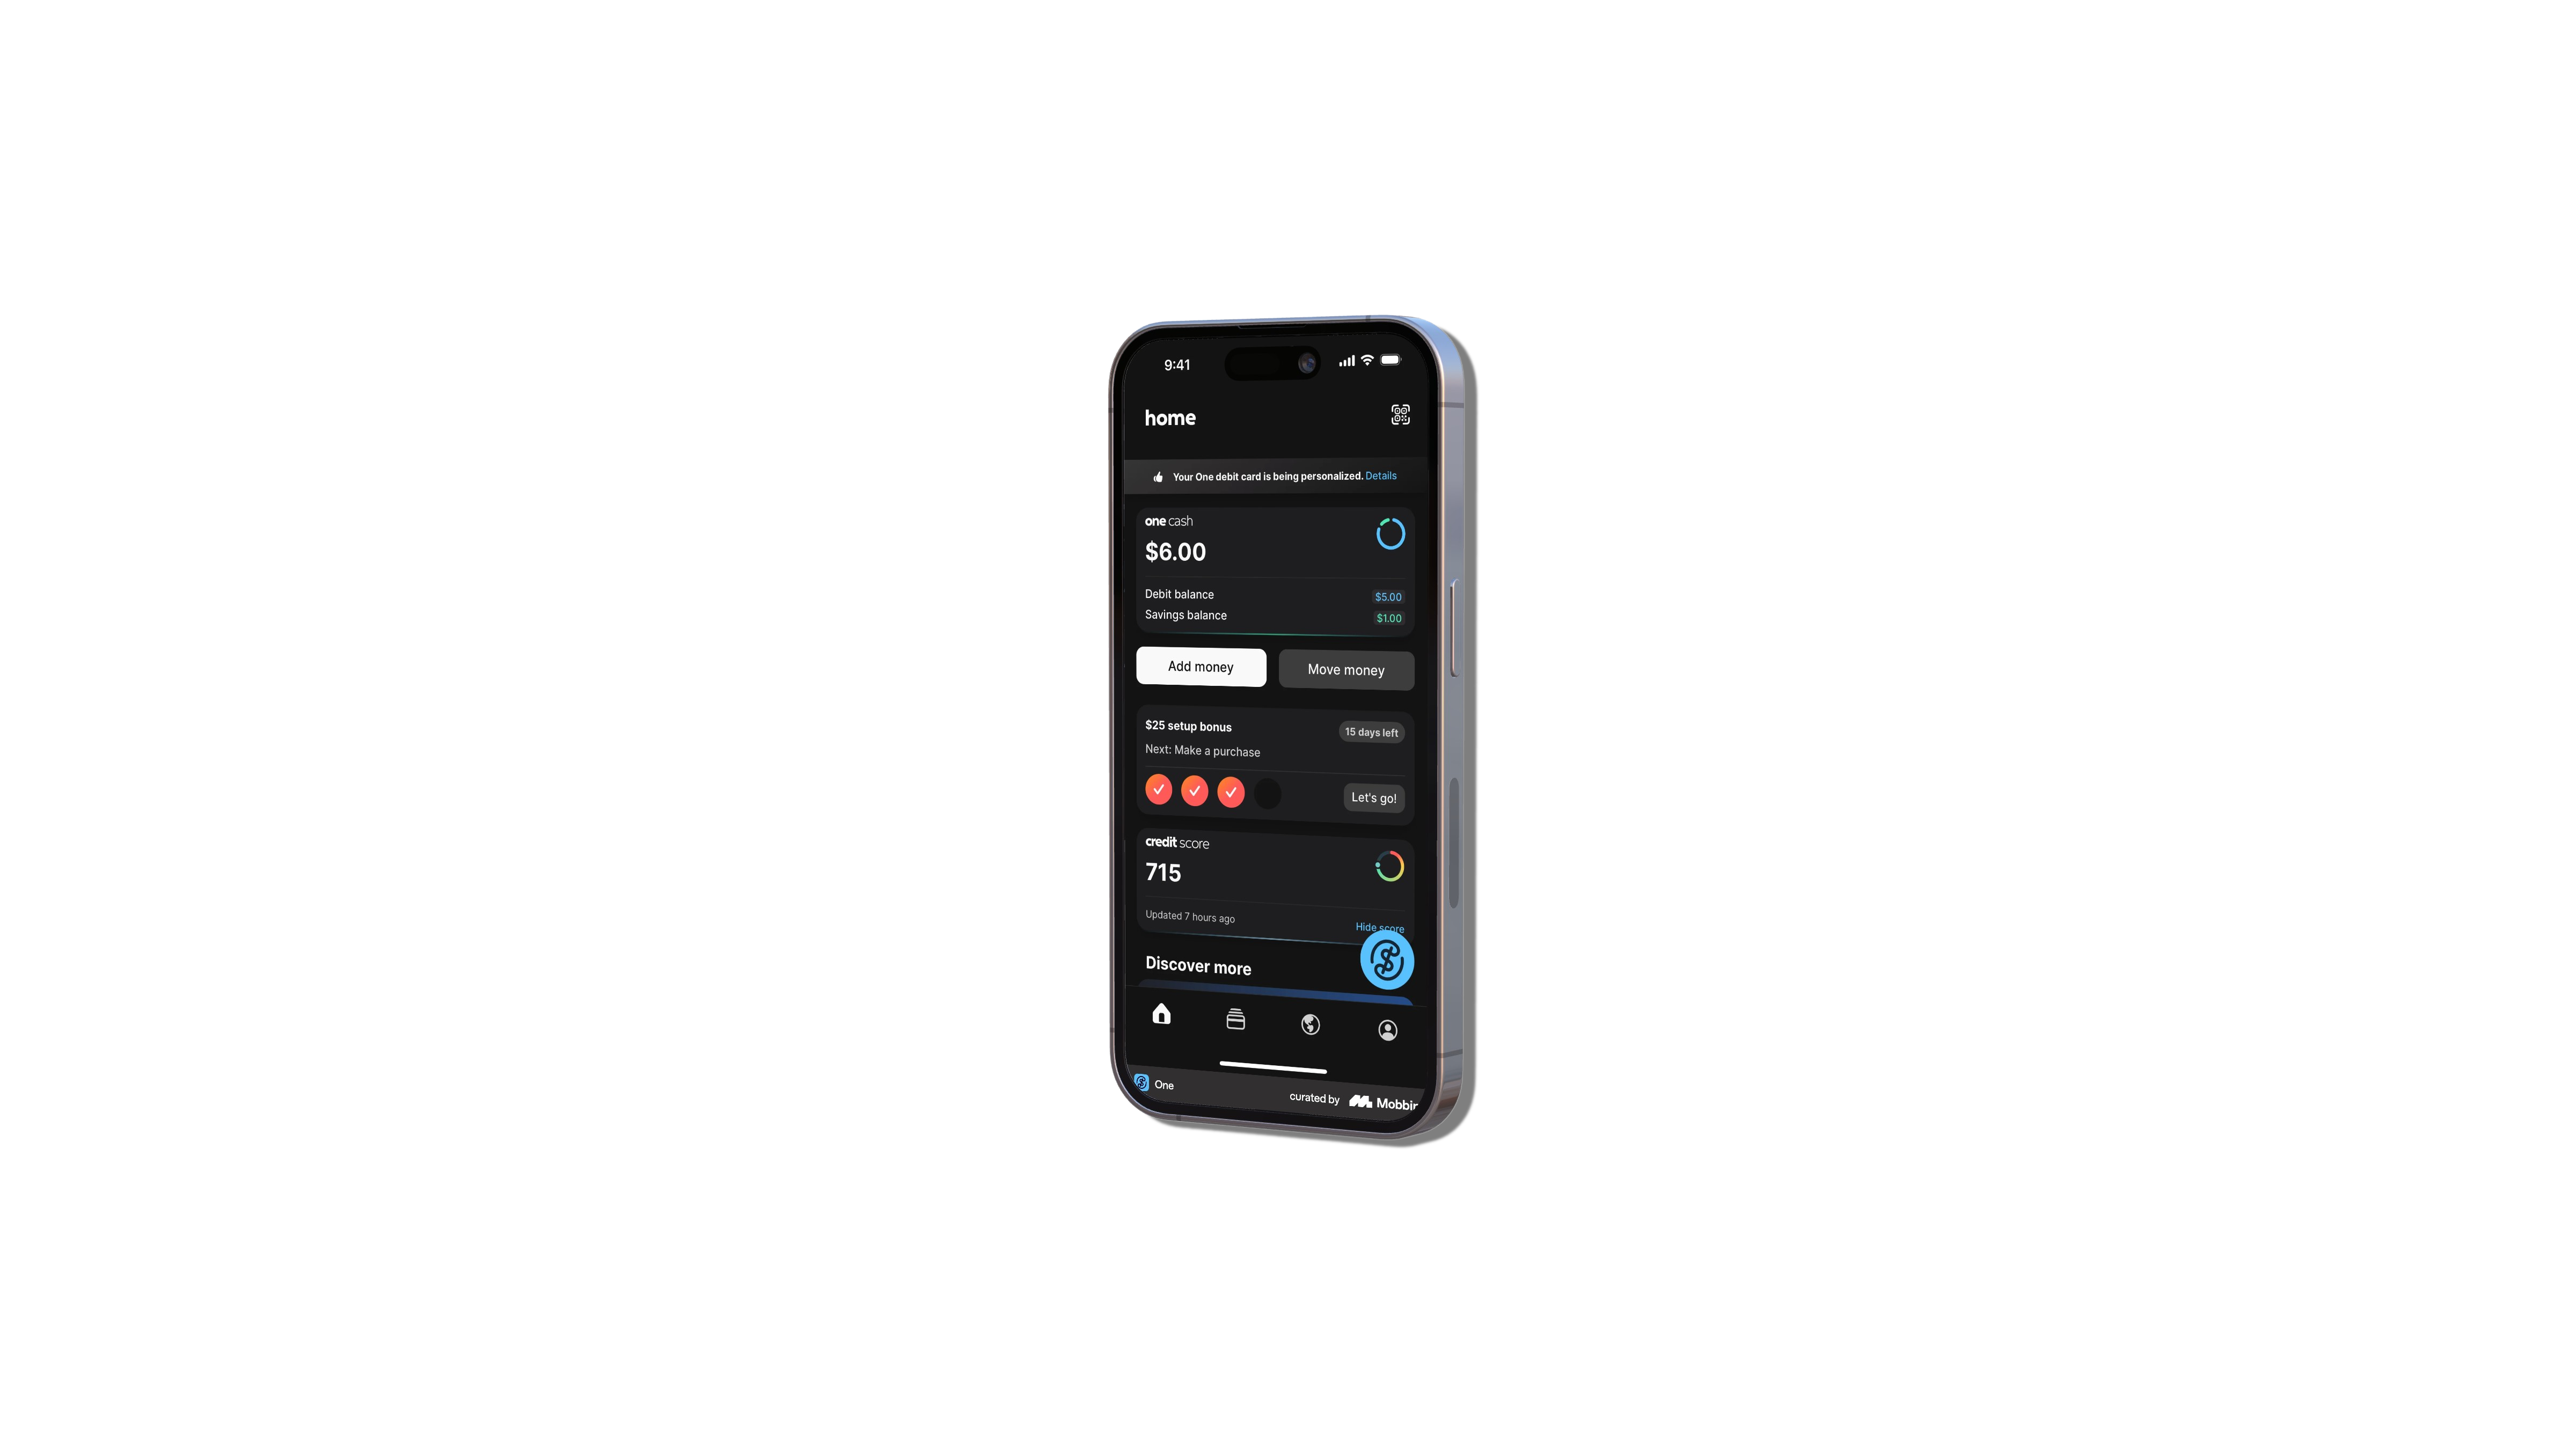 9:41
home
Your One debit card is being personalized. Details
one cash
$6.00
Debit balance $5.00
Savings balance $1.00
Add money Move money
$25 setup bonus 15 days left
Next: Make a purchase
Let's go!
credit score
715
Updated 7 hours ago Hide score
Discover more
One curated by Mobbin